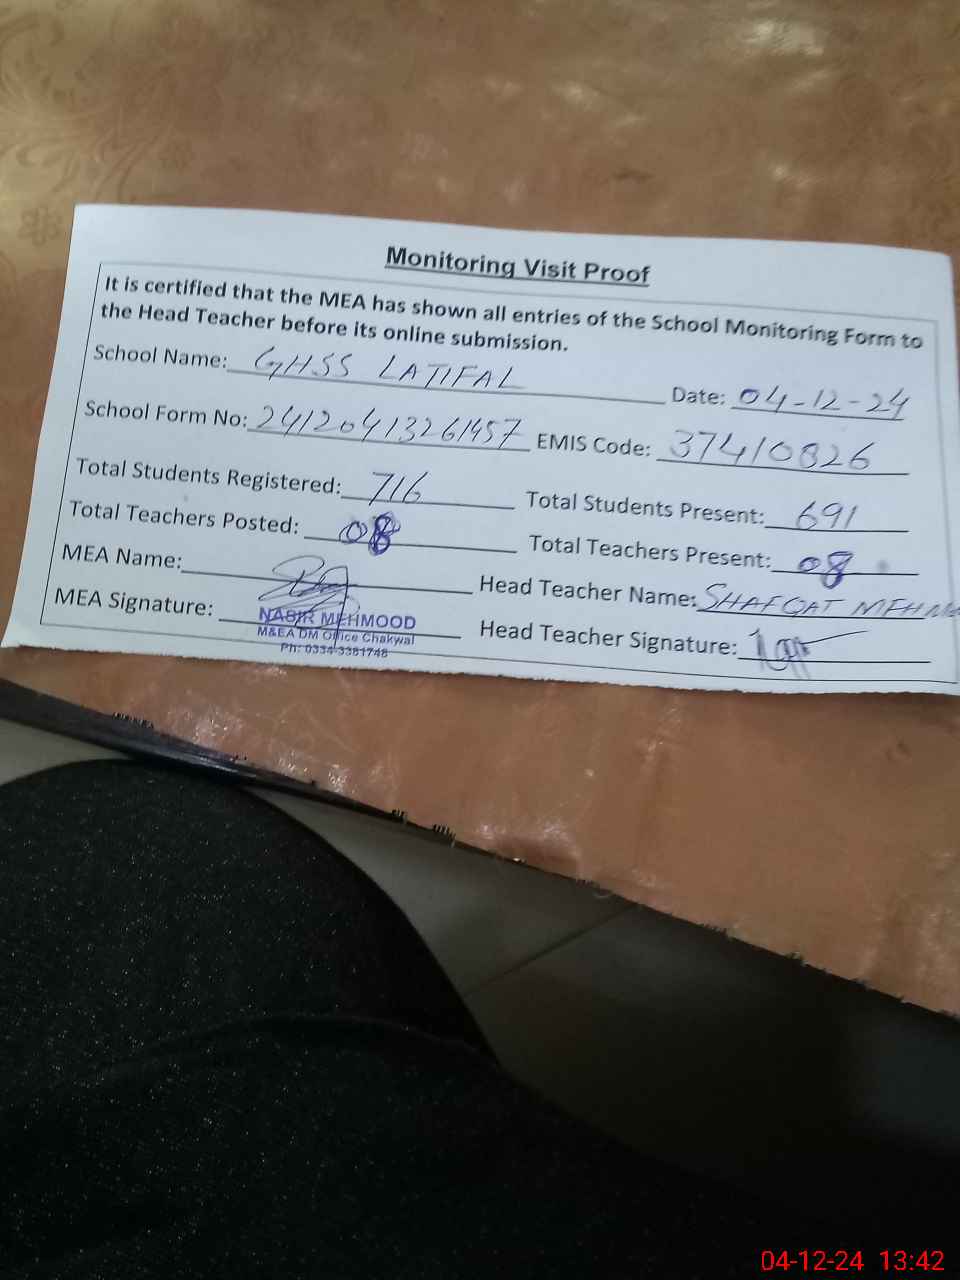 Monitoring Visit Proof
It is certified that the MEA has shown all entries of the School Monitoring Form to
the Head Teacher before its online submission.
School Name: GHSS LATIFAL Date: 04-12-24
School Form No: 24120413261457 EMIS Code: 37410826
Total Students Registered: 716 Total Students Present: 691
Total Teachers Posted: 08 Total Teachers Present: 08
MEA Name: Head Teacher Name: SHAFQAT
MEA Signature: Head Teacher Signature:
NASIR MEHMOOD
M&EA DM Office Chakwal
Ph: 0334-3381748
04-12-24 13:42